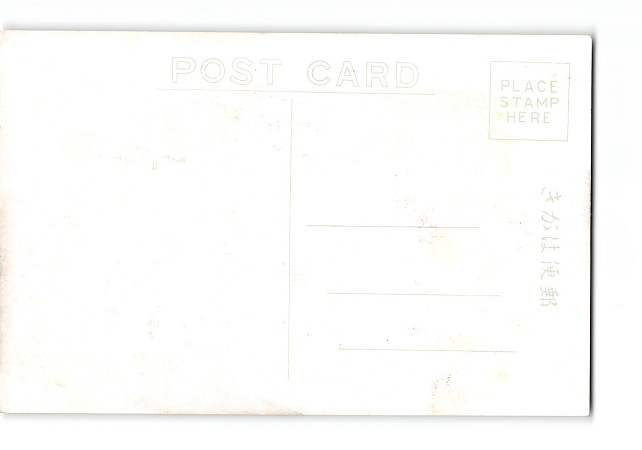 POST CARD
PLACE
STAMP
HERE
きがは便郵